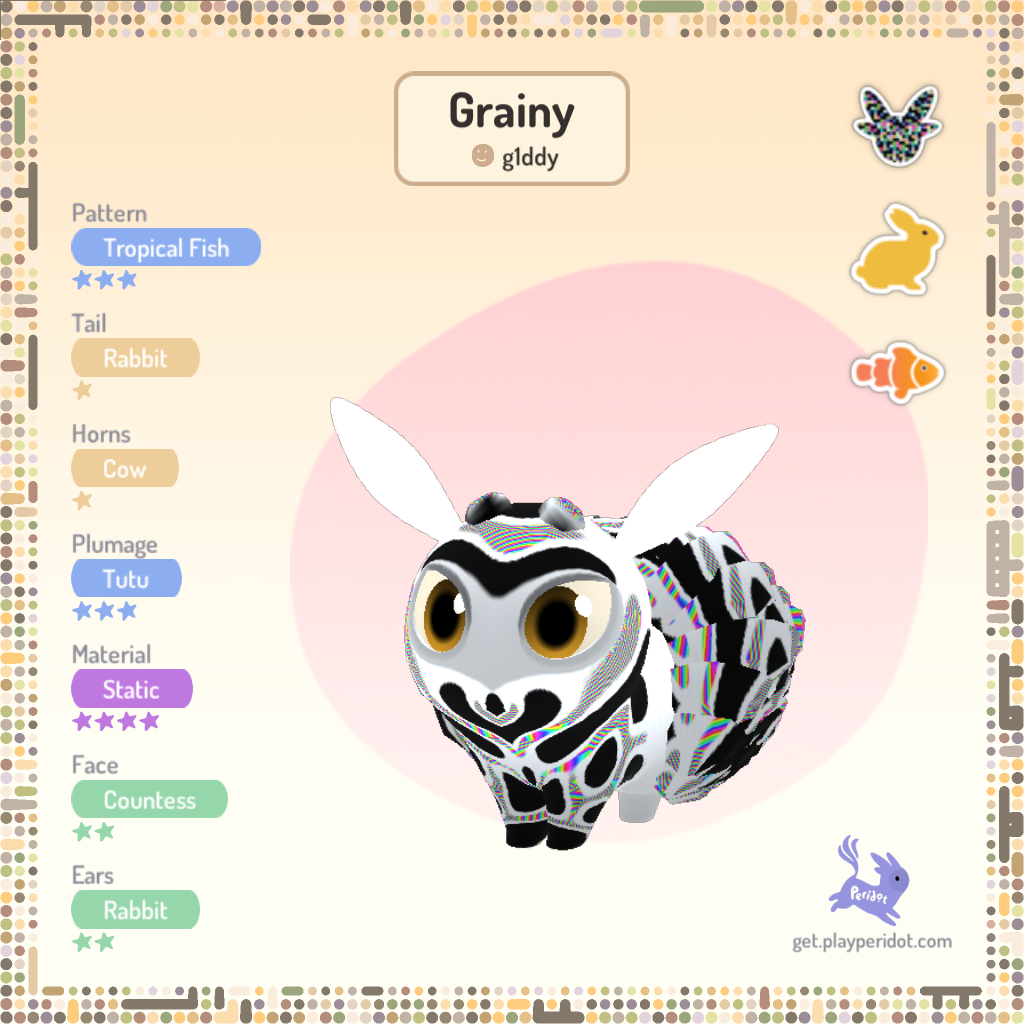 Grainy
g1ddy
Pattern
Tropical Fish
Tail
Rabbit
Horns
Cow
Plumage
Tutu
Material
Static
Face
Countess
Ears
Rabbit
Peridot
get.playperidot.com